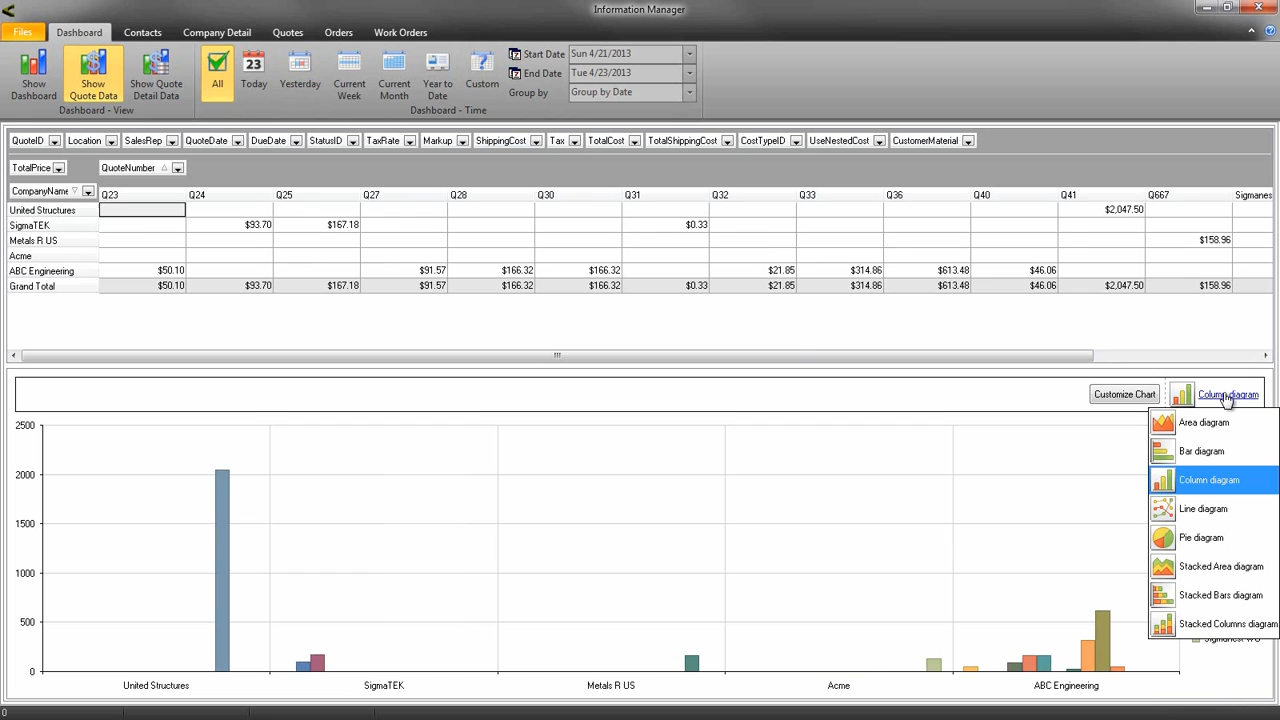 Information Manager
Files Dashboard Contacts Company Detail Quotes Orders Work Orders
Show Dashboard
Show Quote Data
Show Quote Detail Data
Dashboard - View
All
23
Today
Yesterday
Current Week
Current Month
Year to Date
Custom
Start Date Sun 4/21/2013
End Date Tue 4/23/2013
Group by Group by Date
Dashboard - Time
QuoteID Location SalesRep QuoteDate DueDate StatusID TaxRate Markup ShippingCost Tax TotalCost TotalShippingCost CostTypeID UseNestedCost CustomerMaterial
TotalPrice QuoteNumber
CompanyName Q23 Q24 Q25 Q27 Q28 Q30 Q31 Q32 Q33 Q36 Q40 Q41 Q667 Sigmanes
United Structures $2,047.50
SigmaTEK $93.70 $167.18 $0.33
Metals R US $158.96
Acme
ABC Engineering $50.10 $91.57 $166.32 $166.32 $21.85 $314.86 $613.48 $46.06
Grand Total $50.10 $93.70 $167.18 $91.57 $166.32 $166.32 $0.33 $21.85 $314.86 $613.48 $46.06 $2,047.50 $158.96
Customize Chart Column diagram
Area diagram
Bar diagram
Column diagram
Line diagram
Pie diagram
Stacked Area diagram
Stacked Bars diagram
Stacked Columns diagram
2500
2000
1500
1000
500
0
United Structures SigmaTEK Metals R US Acme ABC Engineering
0